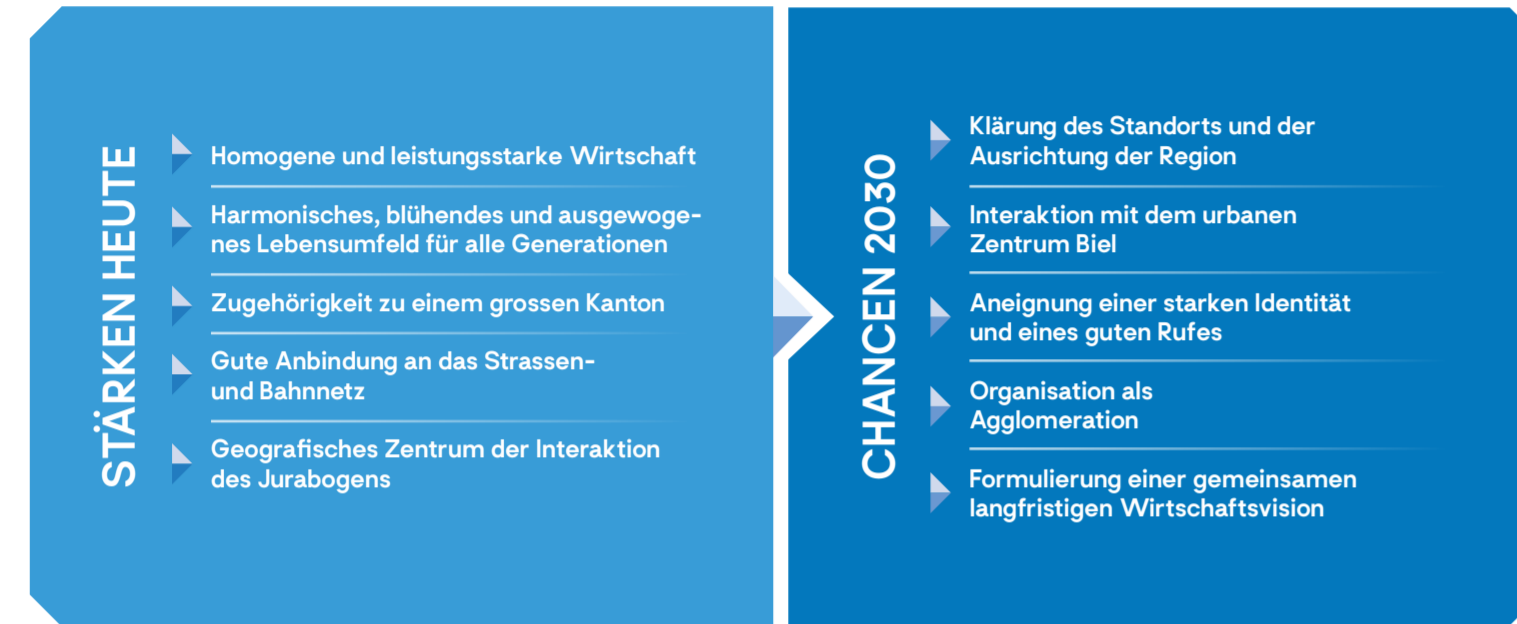 STÄRKEN HEUTE
Homogene und leistungsstarke Wirtschaft
Harmonisches, blühendes und ausgewoge-
nes Lebensumfeld für alle Generationen
Zugehörigkeit zu einem grossen Kanton
Gute Anbindung an das Strassen-
und Bahnnetz
Geografisches Zentrum der Interaktion
des Jurabogens
CHANCEN 2030
Klärung des Standorts und der
Ausrichtung der Region
Interaktion mit dem urbanen
Zentrum Biel
Aneignung einer starken Identität
und eines guten Rufes
Organisation als
Agglomeration
Formulierung einer gemeinsamen
langfristigen Wirtschaftsvision